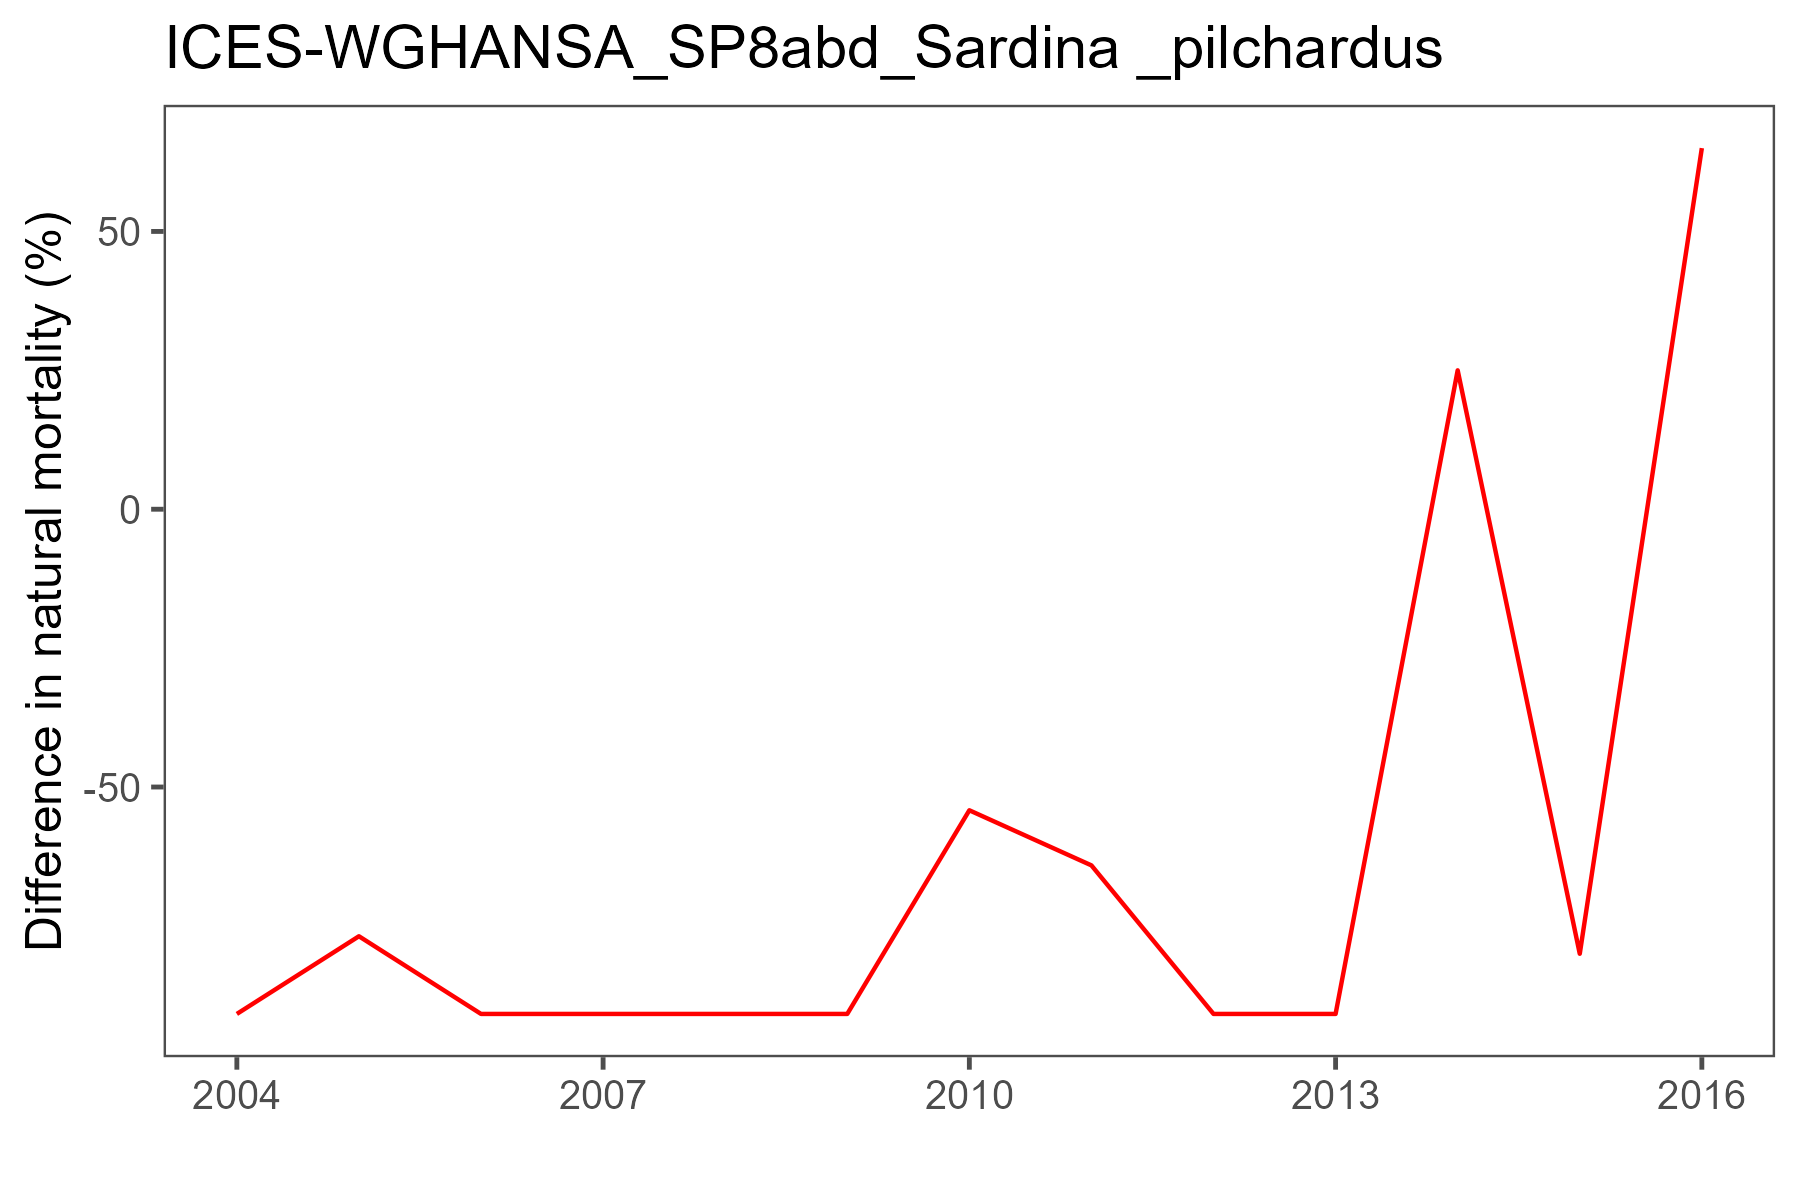 ICES-WGHANSA_SP8abd_Sardina _pilchardus
Difference in natural mortality (%)
50
0
-50
2004 2007 2010 2013 2016